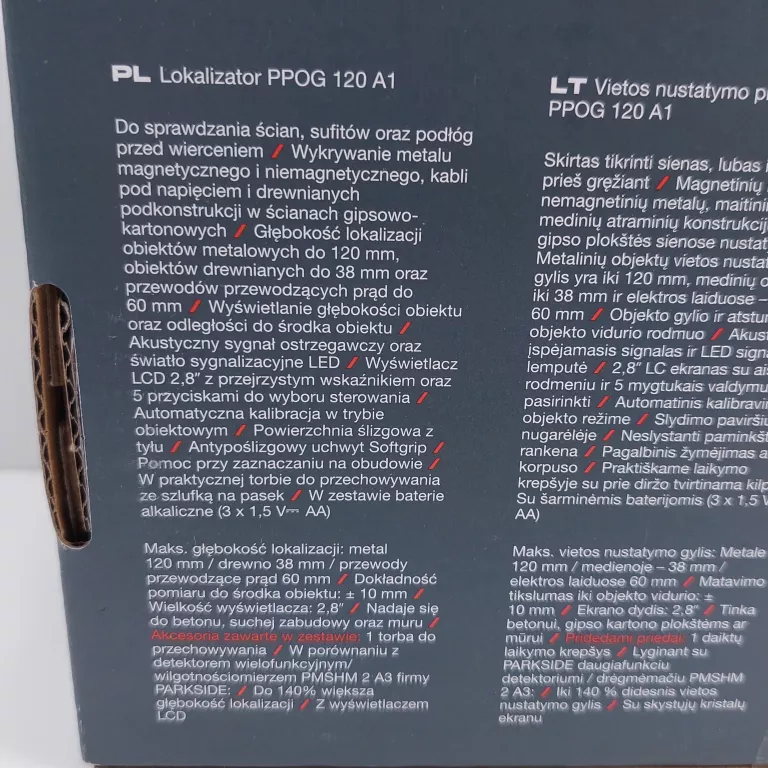 PL Lokalizator PPOG 120 A1
Do sprawdzania ścian, sufitów oraz podłóg
przed wierceniem / Wykrywanie metalu
magnetycznego i niemagnetycznego, kabli
pod napięciem i drewnianych
podkonstrukcji w ścianach gipsowo-
kartonowych / Głębokość lokalizacji
obiektów metalowych do 120 mm,
obiektów drewnianych do 38 mm oraz
przewodów przewodzących prąd do
60 mm / Wyświetlanie głębokości obiektu
oraz odległości do środka obiektu /
Akustyczny sygnał ostrzegawczy oraz
światło sygnalizacyjne LED / Wyświetlacz
LCD 2,8″ z przejrzystym wskaźnikiem oraz
5 przyciskami do wyboru sterowania /
Automatyczna kalibracja w trybie
obiektowym / Powierzchnia ślizgowa z
tyłu / Antypoślizgowy uchwyt Softgrip /
Pomoc przy zaznaczaniu na obudowie /
W praktycznej torbie do przechowywania
ze szlufką na pasek / W zestawie baterie
alkaliczne (3 x 1,5 V⎓ AA)
Maks. głębokość lokalizacji: metal
120 mm / drewno 38 mm / przewody
przewodzące prąd 60 mm / Dokładność
pomiaru do środka obiektu: ± 10 mm /
Wielkość wyświetlacza: 2,8″ / Nadaje się
do betonu, suchej zabudowy oraz muru /
Akcesoria zawarte w zestawie: 1 torba do
przechowywania / W porównaniu z
detektorem wielofunkcyjnym/
wilgotnościomierzem PMSHM 2 A3 firmy
PARKSIDE: / Do 140% większa
głębokość lokalizacji / Z wyświetlaczem
LCD
LT Vietos nustatymo
PPOG 120 A1
Skirtas tikrinti sienas, lubas
prieš gręžiant / Magnetinių
nemagnetinių metalų,
medinių atraminių
gipso plokštės sienose
Metalinių objektų vietos
gylis yra iki 120 mm, medinių
iki 38 mm ir elektros laiduose –
60 mm / Objekto gylio ir
objekto vidurio rodmuo /
įspėjamasis signalas ir LED
lemputė / 2,8″ LC ekranas su
rodmeniu ir 5 mygtukais
pasirinkti / Automatinis
objekto režime / Slydimo
nugarėlėje / Neslystanti
rankena / Pagalbinis žymėjimas
korpuso / Praktiškame laikymo
krepšyje su prie diržo tvirtinama
Su šarminėmis baterijomis (3 x 1,5
AA)
Maks. vietos nustatymo gylis:
120 mm / medienoje – 38 mm /
elektros laiduose 60 mm / Matavimo
tikslumas iki objekto vidurio: ±
10 mm / Ekrano dydis: 2,8″ / Tinka
betonui, gipso kartono plokštėms ar
mūrui / Pridedami priedai: 1 daiktų
laikymo krepšys / Lyginant su
PARKSIDE daugiafunkciu
detektoriumi / drėgmėmačiu PMSHM
2 A3: / Iki 140 % didesnis vietos
nustatymo gylis / Su skystųjų kristalų
ekranu